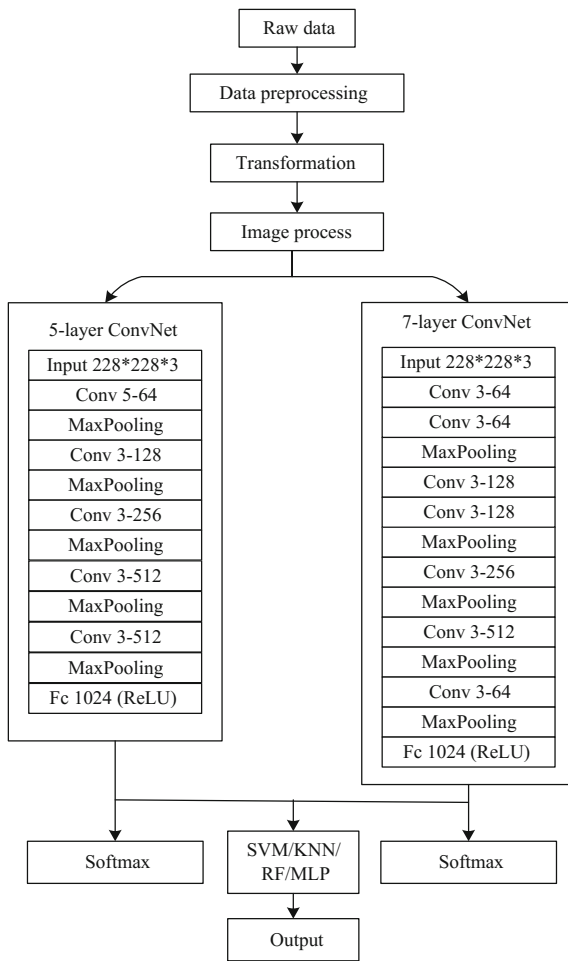 Raw data
Data preprocessing
Transformation
Image process
5-layer ConvNet
Input 228*228*3
Conv 5-64
MaxPooling
Conv 3-128
MaxPooling
Conv 3-256
MaxPooling
Conv 3-512
MaxPooling
Conv 3-512
MaxPooling
Fc 1024 (ReLU)
7-layer ConvNet
Input 228*228*3
Conv 3-64
Conv 3-64
MaxPooling
Conv 3-128
Conv 3-128
MaxPooling
Conv 3-256
MaxPooling
Conv 3-512
MaxPooling
Conv 3-64
MaxPooling
Fc 1024 (ReLU)
Softmax
SVM/KNN/
RF/MLP
Softmax
Output